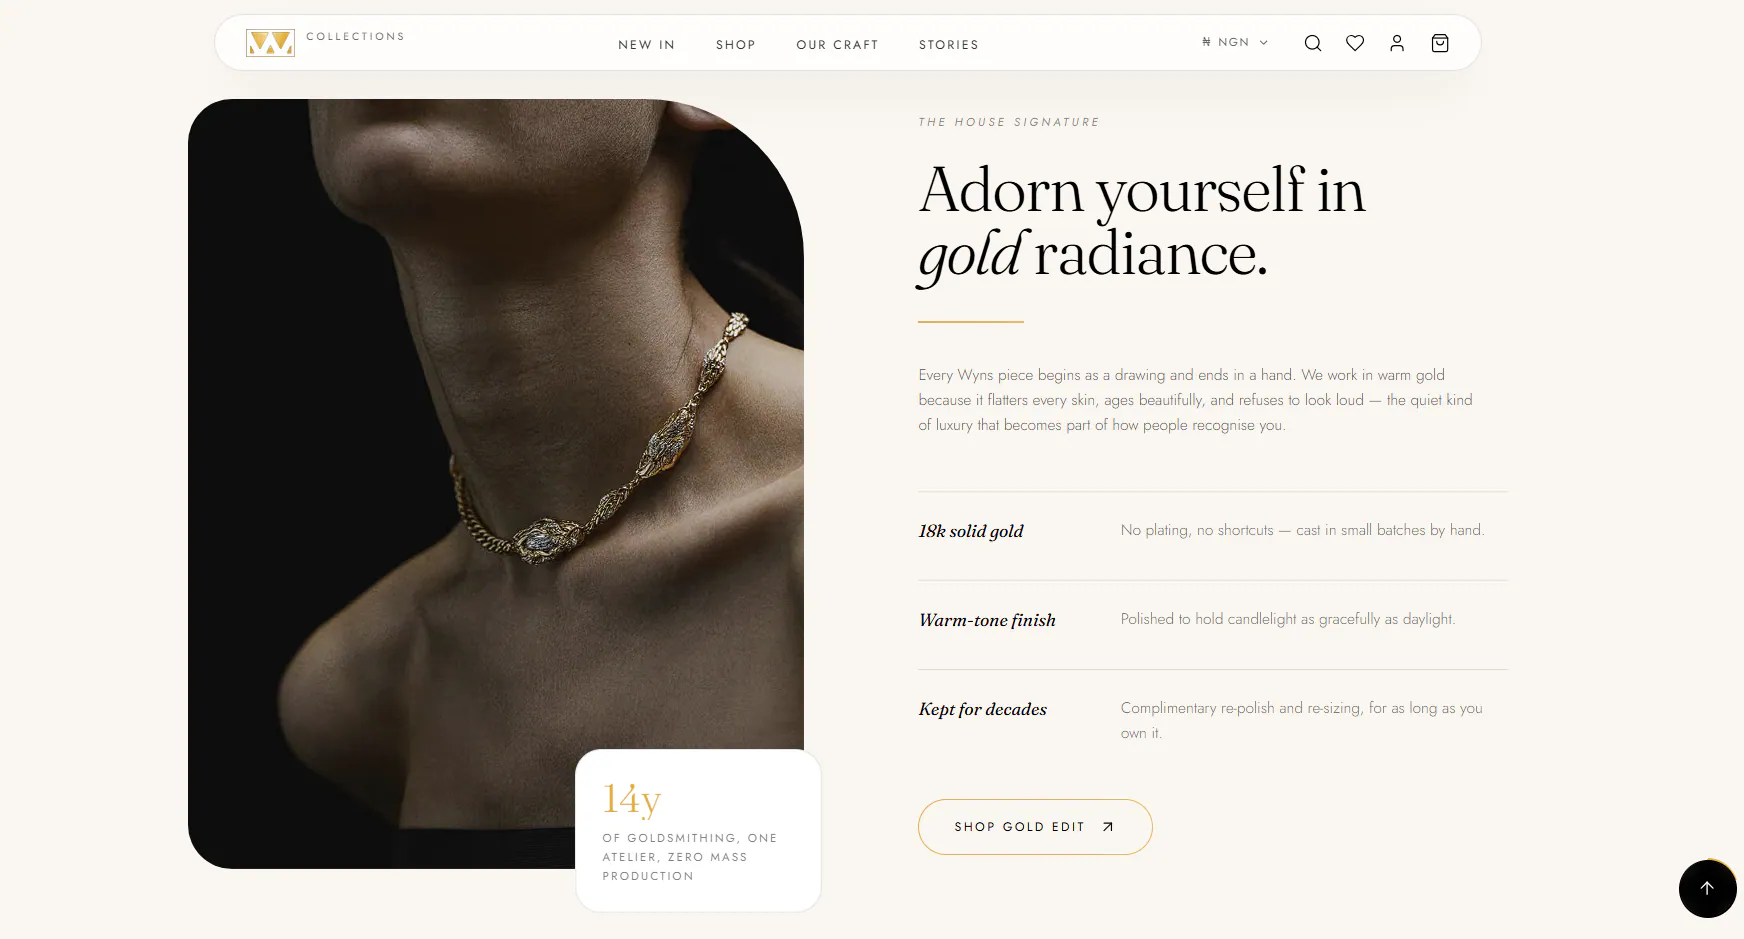 COLLECTIONS
NEW IN
SHOP
OUR CRAFT
STORIES
₦ NGN
THE HOUSE SIGNATURE
Adorn yourself in
gold radiance.
Every Wyns piece begins as a drawing and ends in a hand. We work in warm gold
because it flatters every skin, ages beautifully, and refuses to look loud — the quiet kind
of luxury that becomes part of how people recognise you.
18k solid gold
No plating, no shortcuts — cast in small batches by hand.
Warm-tone finish
Polished to hold candlelight as gracefully as daylight.
Kept for decades
Complimentary re-polish and re-sizing, for as long as you
own it.
SHOP GOLD EDIT
14y
OF GOLDSMITHING, ONE
ATELIER, ZERO MASS
PRODUCTION